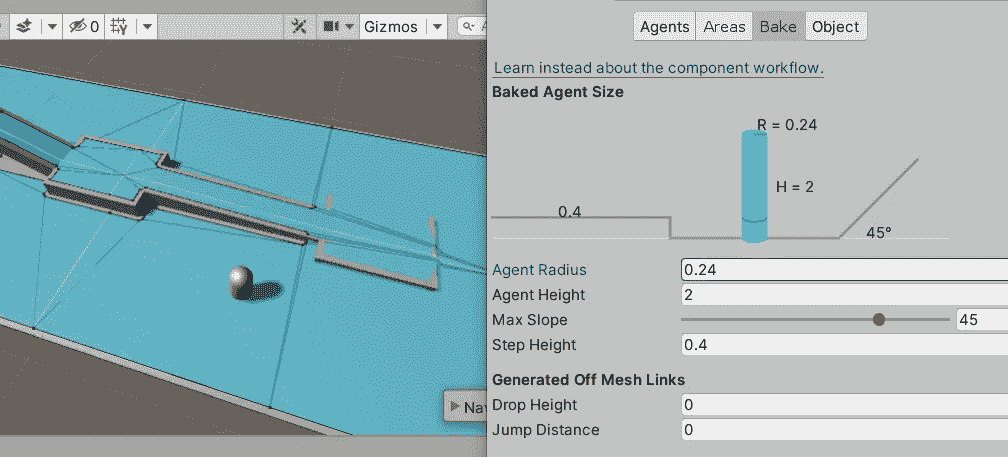 0
Gizmos
Agents Areas Bake Object
Learn instead about the component workflow.
Baked Agent Size
R = 0.24
H = 2
0.4
45°
Agent Radius 0.24
Agent Height 2
Max Slope 45
Step Height 0.4
Generated Off Mesh Links
Drop Height 0
Jump Distance 0